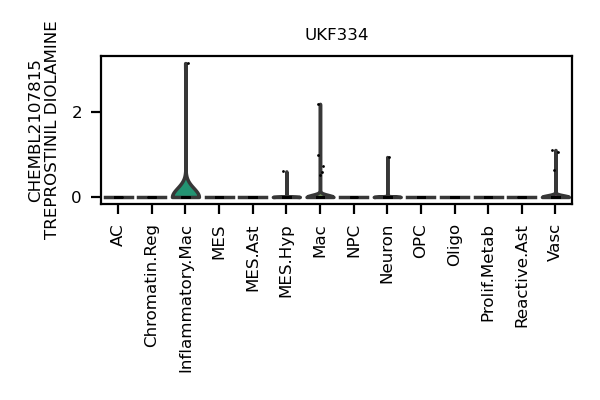 UKF334
CHEMBL2107815
TREPROSTINIL DIOLAMINE
2
0
AC
Chromatin.Reg
Inflammatory.Mac
MES
MES.Ast
MES.Hyp
Mac
NPC
Neuron
OPC
Oligo
Prolif.Metab
Reactive.Ast
Vasc